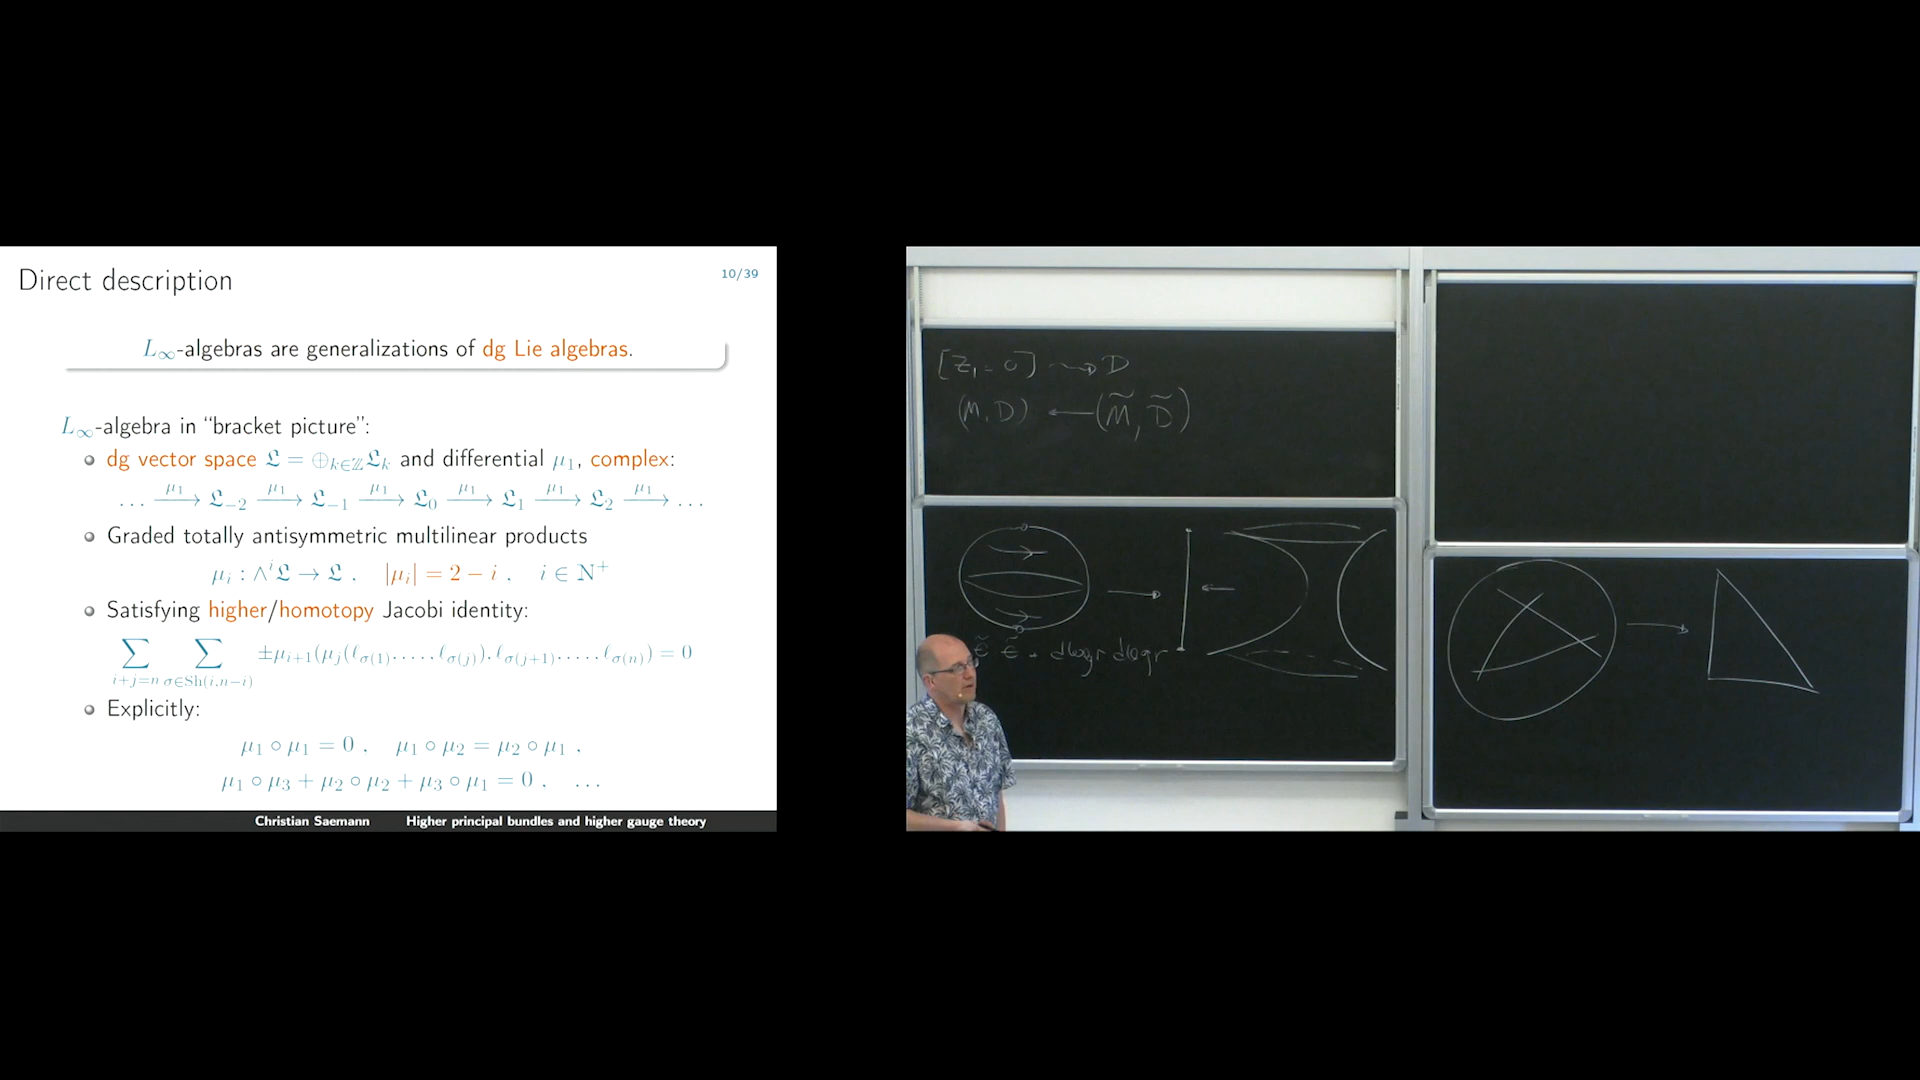 Direct description
10/39
L∞-algebras are generalizations of dg Lie algebras.
L∞-algebra in “bracket picture”:
dg vector space 𝔏 = ⊕k∈ℤ𝔏k and differential μ1, complex:
... μ1→ 𝔏−2 μ1→ 𝔏−1 μ1→ 𝔏0 μ1→ 𝔏1 μ1→ 𝔏2 μ1→ ...
Graded totally antisymmetric multilinear products
μi : ∧i𝔏 → 𝔏 . |μi| = 2 − i . i ∈ N+
Satisfying higher/homotopy Jacobi identity:
∑i+j=n ∑σ∈Sh(i,n−i) ±μi+1(μj(ℓσ(1).....ℓσ(j)).ℓσ(j+1).....ℓσ(n)) = 0
Explicitly:
μ1 ∘ μ1 = 0 . μ1 ∘ μ2 = μ2 ∘ μ1 .
μ1 ∘ μ3 + μ2 ∘ μ2 + μ3 ∘ μ1 = 0 . ...
Christian Saemann Higher principal bundles and higher gauge theory
[z1 = 0] ⇝ D
(M, D) ← (M̃, D̃)